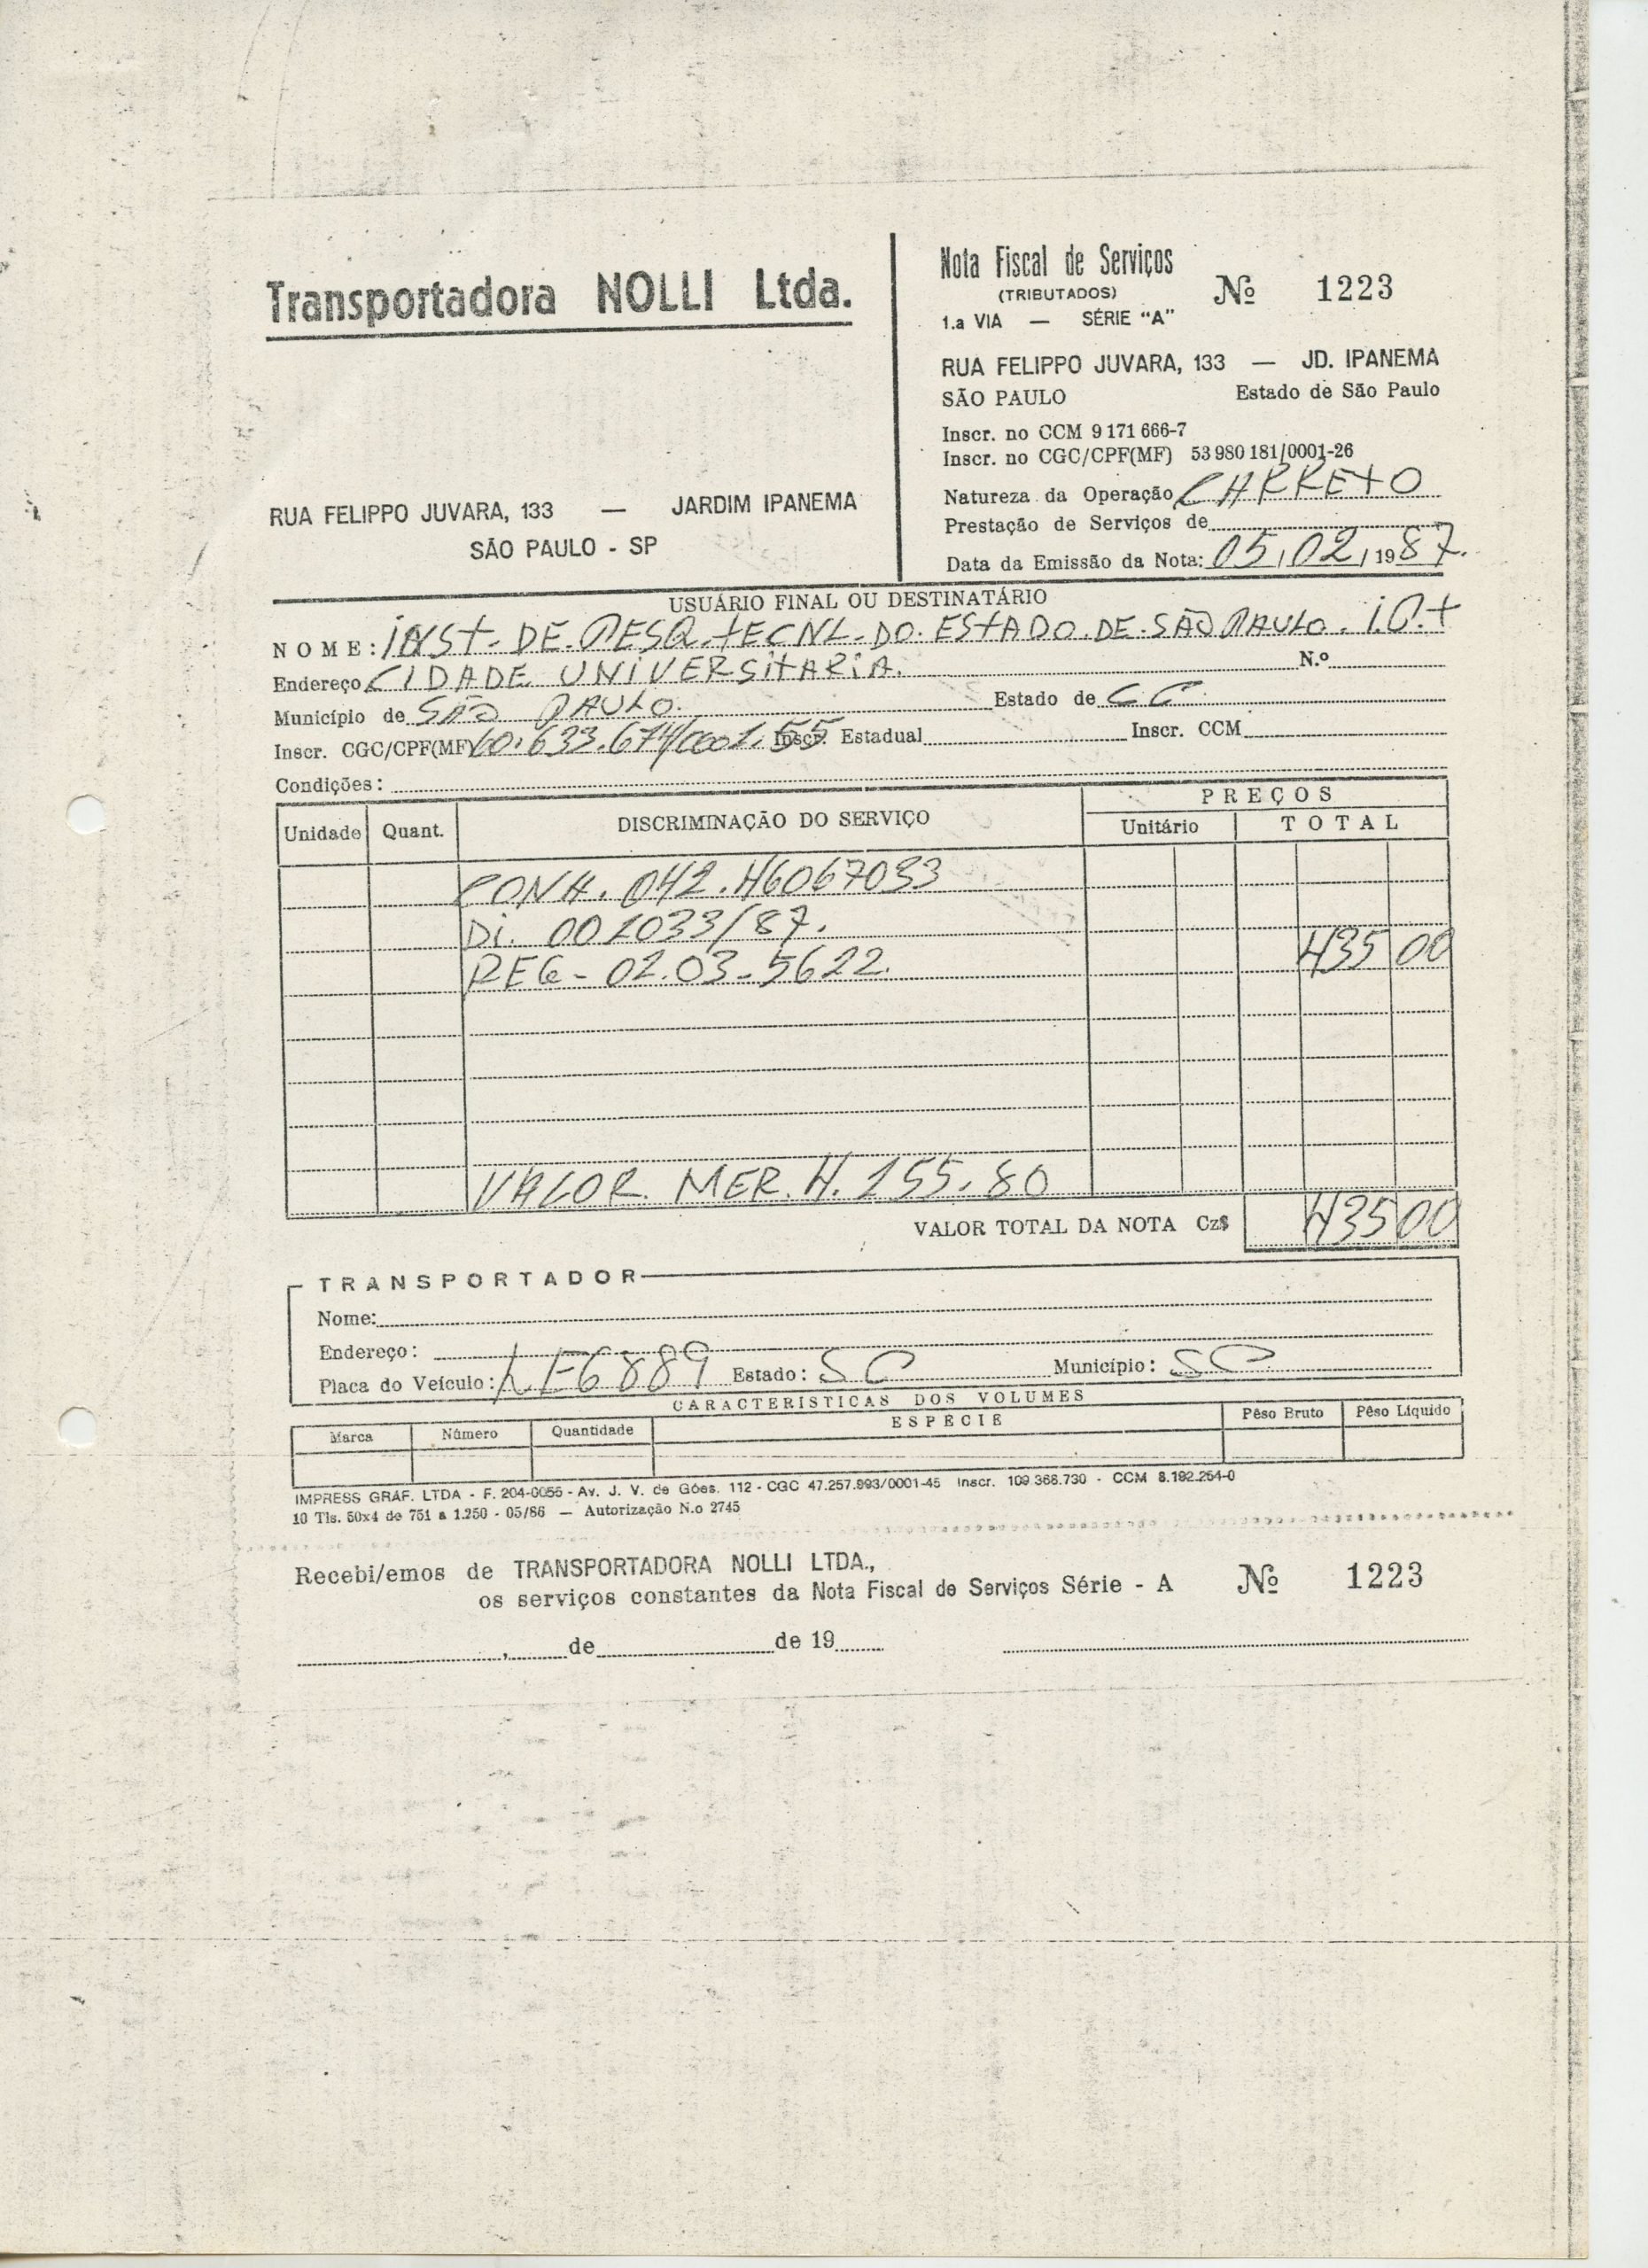 Transportadora NOLLI Ltda.
RUA FELIPPO JUVARA, 133 — JARDIM IPANEMA
SÃO PAULO - SP
Nota Fiscal de Serviços
(TRIBUTADOS)
1.a VIA — SÉRIE "A"
Nº 1223
RUA FELIPPO JUVARA, 133 — JD. IPANEMA
SÃO PAULO Estado de São Paulo
Inscr. no CCM 9 171 666-7
Inscr. no CGC/CPF(MF) 53 980 181/0001-26
Natureza da Operação CARRETO
Prestação de Serviços de
Data da Emissão da Nota: 05,02,1987.
USUÁRIO FINAL OU DESTINATÁRIO
NOME: INST. DE. PESQ. TECNL. DO. ESTADO. DE. SÃO PAULO. I.P.T
Endereço CIDADE UNIVERSITARIA. N.º
Município de SÃO PAULO. Estado de
Inscr. CGC/CPF(MF) 60.633.674/0001.55 Inscr. Estadual Inscr. CCM
Condições:
PREÇOS
Unidade Quant. DISCRIMINAÇÃO DO SERVIÇO Unitário TOTAL
CONH. 042.46067033
Di. 001033/87.
REG - 02.03-5622. 435 00
VALOR. MER. 4.155.80
VALOR TOTAL DA NOTA Cz$ 435 00
TRANSPORTADOR
Nome:
Endereço:
Placa do Veículo: Estado: SC Município: SC
CARACTERISTICAS DOS VOLUMES
Marca Número Quantidade ESPECIE Pêso Bruto Pêso Líquido
IMPRESS GRÁF. LTDA - F. 204-0055 - Av. J. V. de Góes. 112 - CGC 47.257.993/0001-45 Inscr. 109.368.730 - CCM 8.192.254-0
10 Tls. 50x4 de 751 a 1.250 - 05/86 — Autorização N.o 2745
Recebi/emos de TRANSPORTADORA NOLLI LTDA.,
os serviços constantes da Nota Fiscal de Serviços Série - A Nº 1223
, de de 19